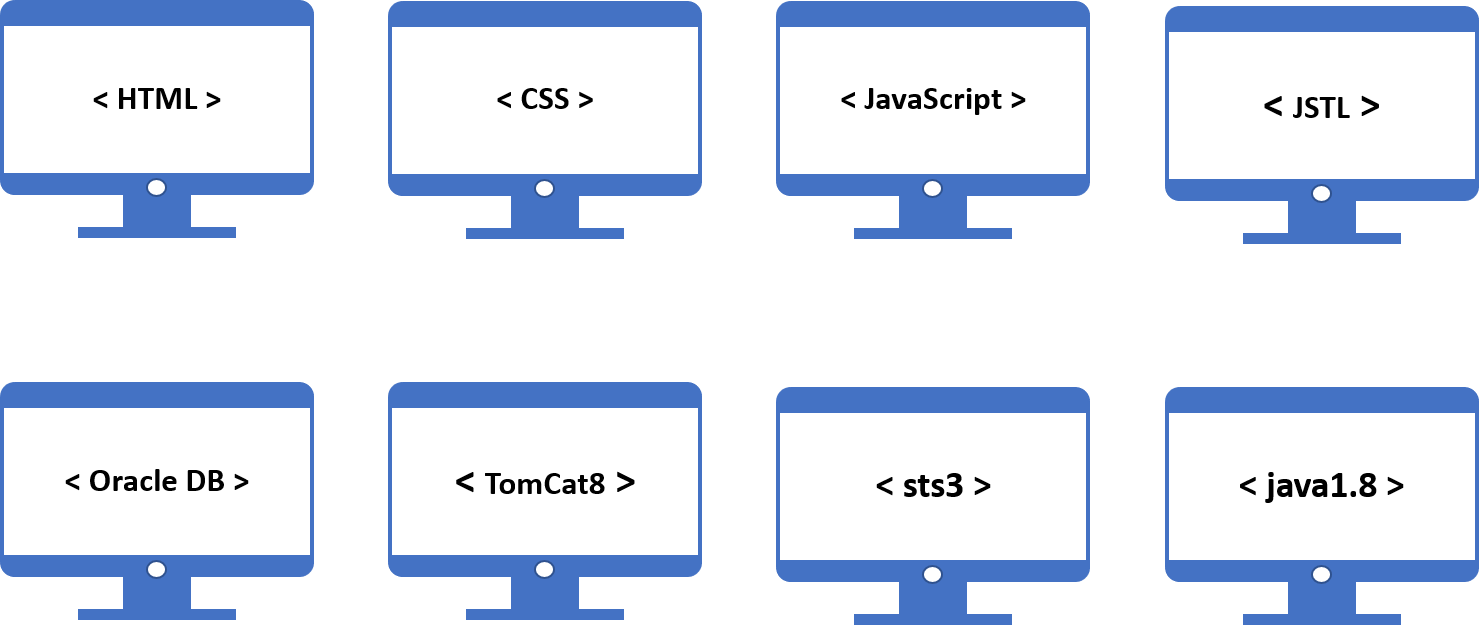 < HTML >
< CSS >
< JavaScript >
< JSTL >
< Oracle DB >
< TomCat8 >
< sts3 >
< java1.8 >